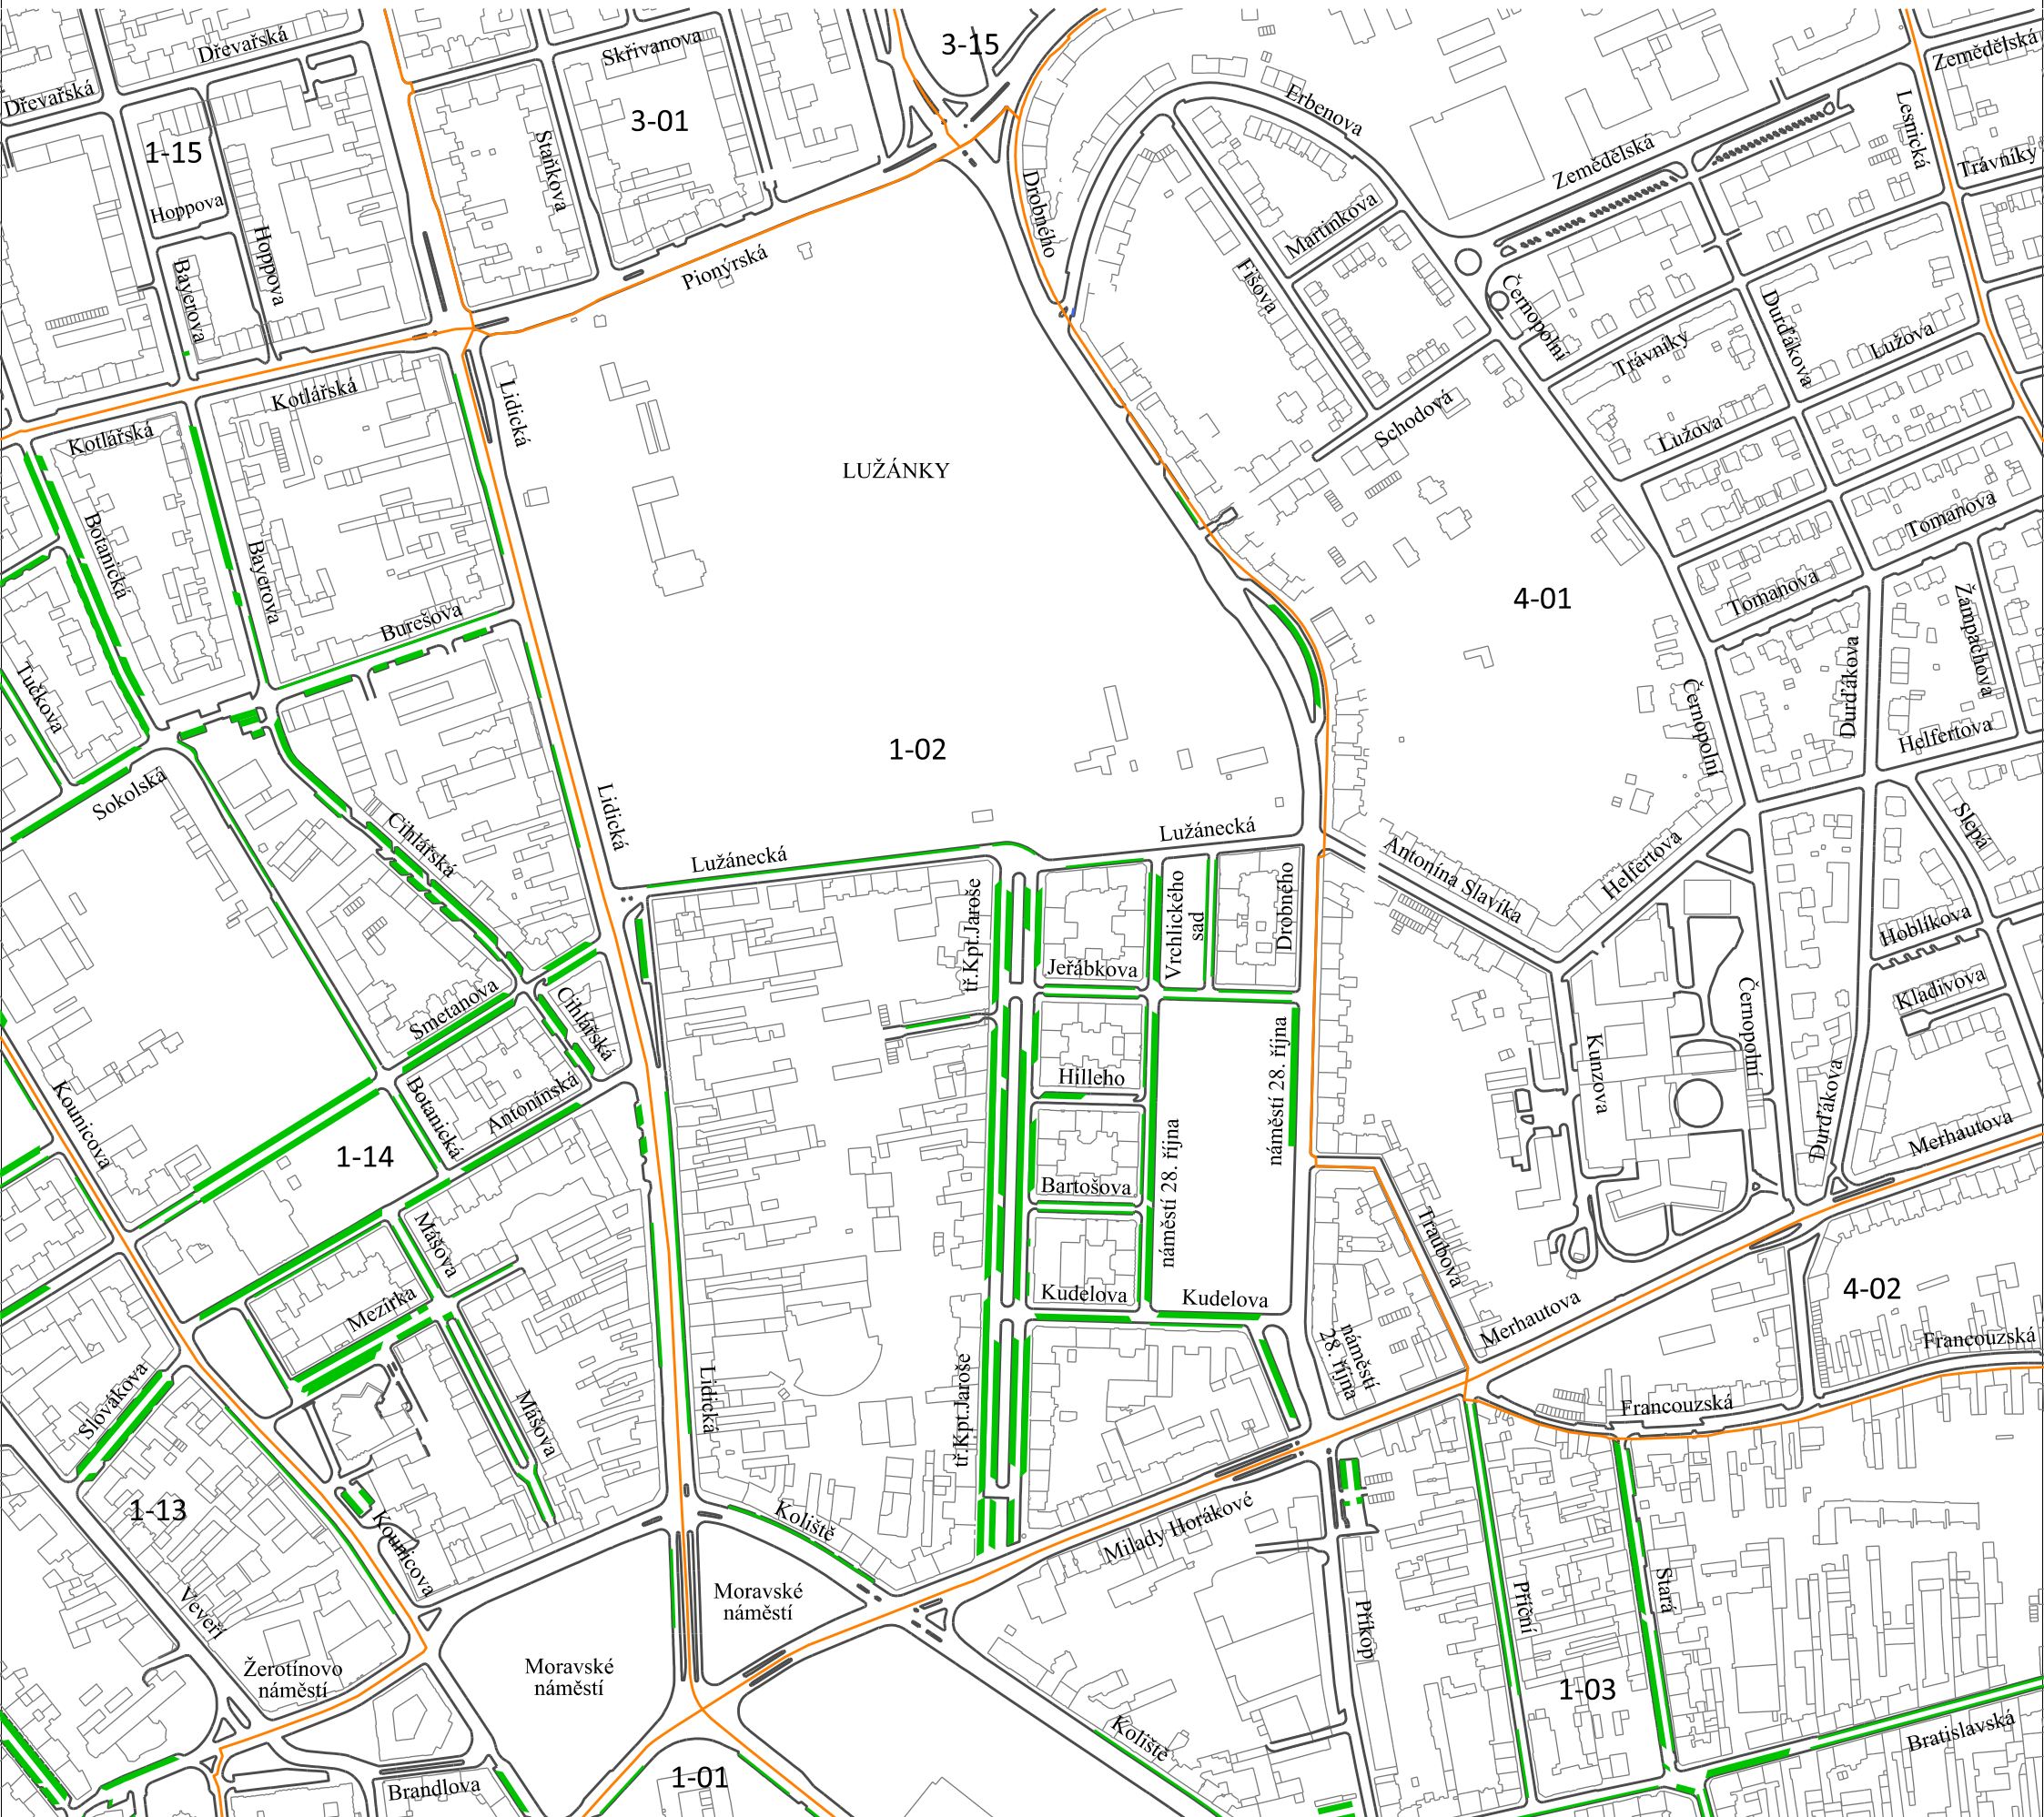 3-15
Dřevařská
Skřivanova
Zemědělská
Dřevařská
3-01
Erbenova
Lesnická
1-15
Staňkova
Zemědělská
Trávníky
Hoppova
Drobného
Martinkova
Hoppova
Bayerova
Pionýrská
Fišova
Černopolní
Durďákova
Trávníky
Lužova
Kotlářská
Lidická
Schodová
Kotlářská
Lužova
LUŽÁNKY
Botanická
Tomanova
Bayerova
Tomanova
4-01
Zámpachova
Burešova
Durďákova
Tučkova
Černopolní
Helfertova
1-02
Sokolská
Lidická
Cihlářská
Lužánecká
Lužánecká
Slepá
Antonína Slavíka
Helfertova
tř.Kpt.Jaroše
Vrchlického
sad
Drobného
Hoblíkova
Jeřábkova
Kladivova
Smetanova
Cihlářská
Černopolní
náměstí 28. října
Kunzova
Hilleho
Kounicova
Botanická
Antonínská
Durďákova
Merhautova
1-14
náměstí 28. října
Bartošova
Mášova
Traubova
Mezírka
Kudelova
Kudelova
4-02
Merhautova
náměstí
28. října
Francouzská
Slovákova
Lidická
tř.Kpt.Jaroše
Mášova
Francouzská
1-13
Kounicova
Koliště
Milady Horákové
Veveří
Moravské
náměstí
Příkop
Příční
Stará
Žerotínovo
náměstí
Moravské
náměstí
1-03
Koliště
Bratislavská
Brandlova
1-01